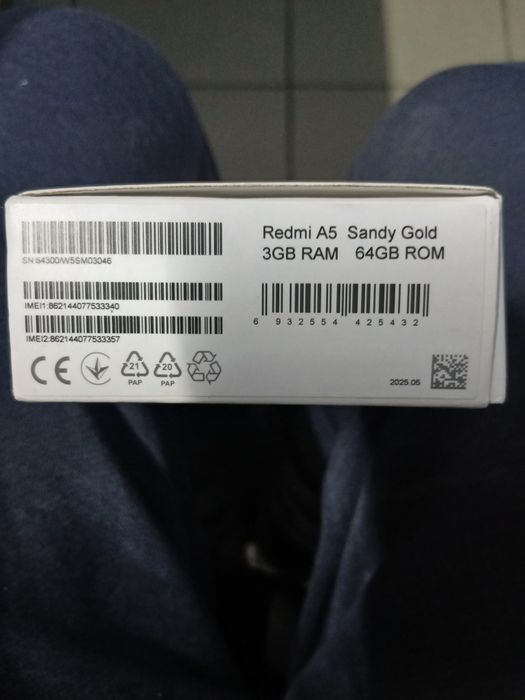 SN:64300/W5SM03046
IMEI1:862144077533340
IMEI2:862144077533357
Redmi A5 Sandy Gold
3GB RAM 64GB ROM
6 932554 425432
CE
21
PAP
20
PAP
2025.05